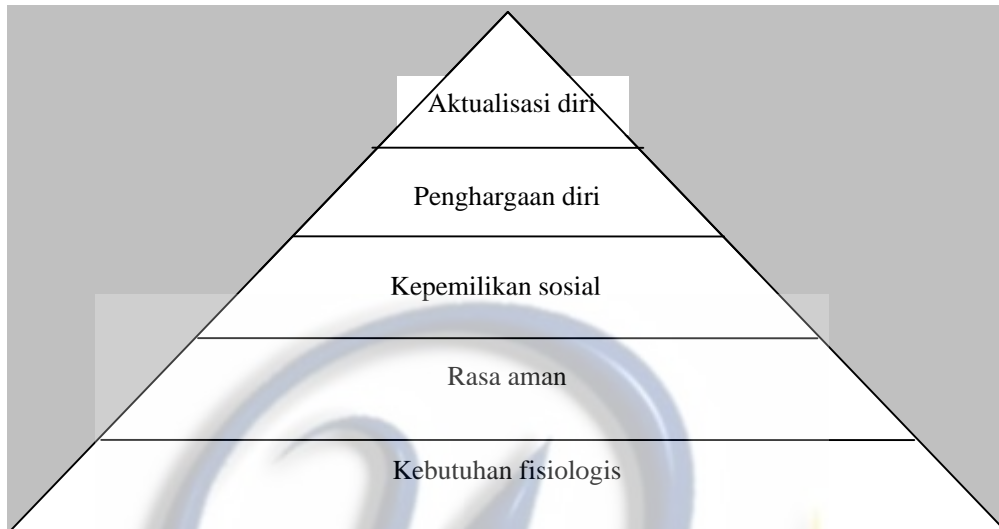 Aktualisasi diri
Penghargaan diri
Kepemilikan sosial
Rasa aman
Kebutuhan fisiologis